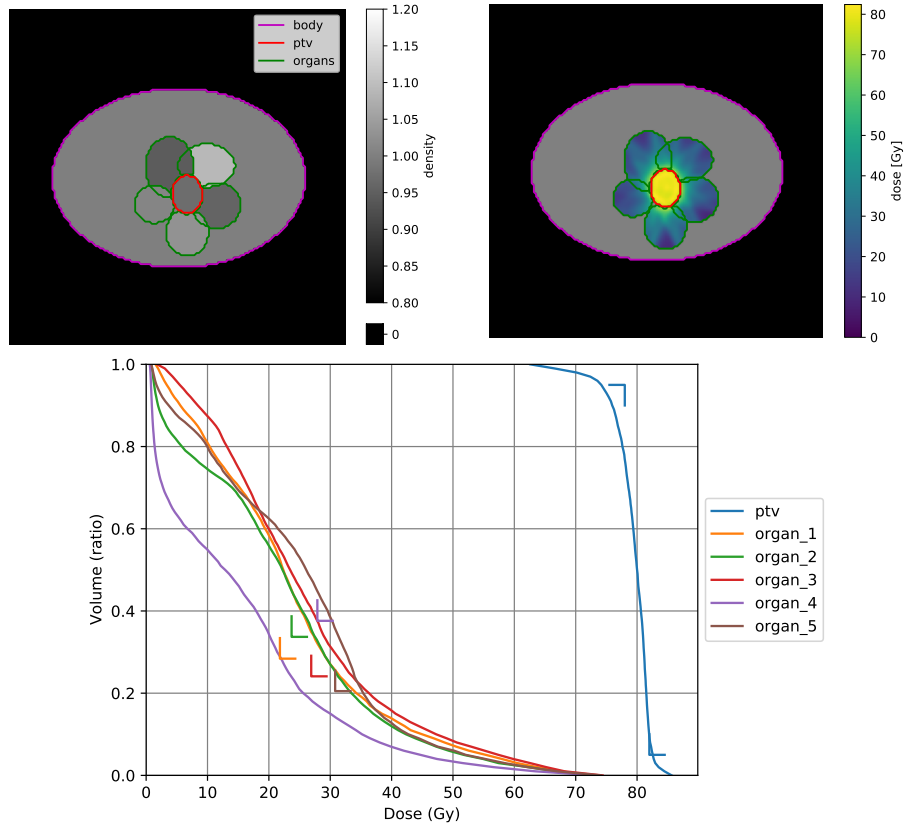 body
ptv
organs
1.20
1.15
1.10
1.05
1.00
0.95
0.90
0.85
0.80
0
density
80
70
60
50
40
30
20
10
0
dose [Gy]
1.0
0.8
0.6
0.4
0.2
0.0
Volume (ratio)
0 10 20 30 40 50 60 70 80
Dose (Gy)
ptv
organ_1
organ_2
organ_3
organ_4
organ_5